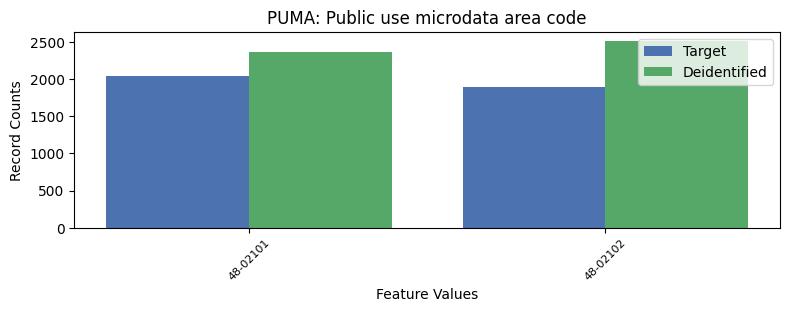 PUMA: Public use microdata area code
Target
Deidentified
Record Counts
2500
2000
1500
1000
500
0
48-02101
48-02102
Feature Values